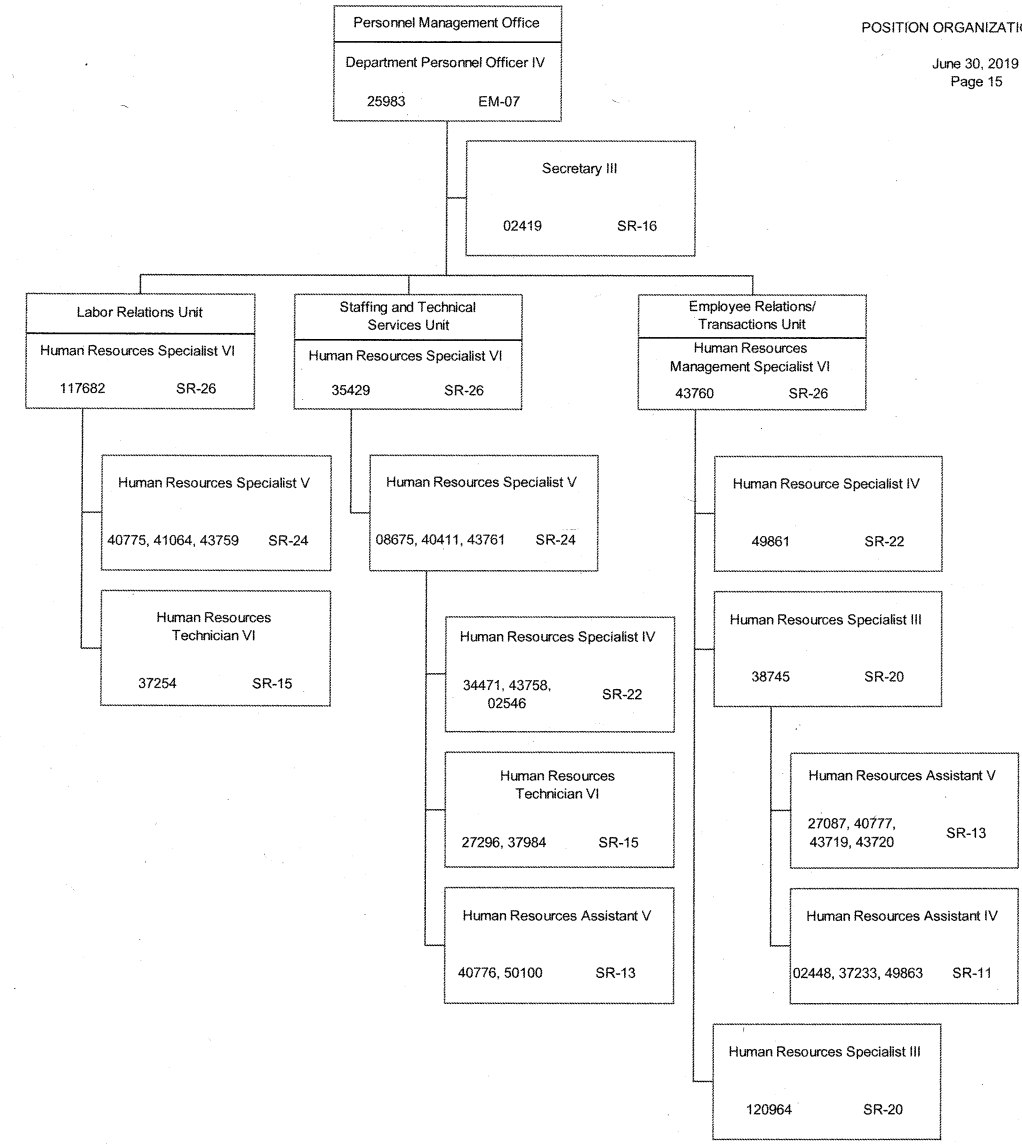 POSITION ORGANIZATI
June 30, 2019
Page 15
Personnel Management Office
Department Personnel Officer IV
25983 EM-07
Secretary III
02419 SR-16
Labor Relations Unit
Human Resources Specialist VI
117682 SR-26
Human Resources Specialist V
40775, 41064, 43759 SR-24
Human Resources
Technician VI
37254 SR-15
Staffing and Technical
Services Unit
Human Resources Specialist VI
35429 SR-26
Human Resources Specialist V
08675, 40411, 43761 SR-24
Human Resources Specialist IV
34471, 43758,
02546
SR-22
Human Resources
Technician VI
27296, 37984 SR-15
Human Resources Assistant V
40776, 50100 SR-13
Employee Relations/
Transactions Unit
Human Resources
Management Specialist VI
43760 SR-26
Human Resource Specialist IV
49861 SR-22
Human Resources Specialist III
38745 SR-20
Human Resources Assistant V
27087, 40777,
43719, 43720
SR-13
Human Resources Assistant IV
02448, 37233, 49863 SR-11
Human Resources Specialist III
120964 SR-20